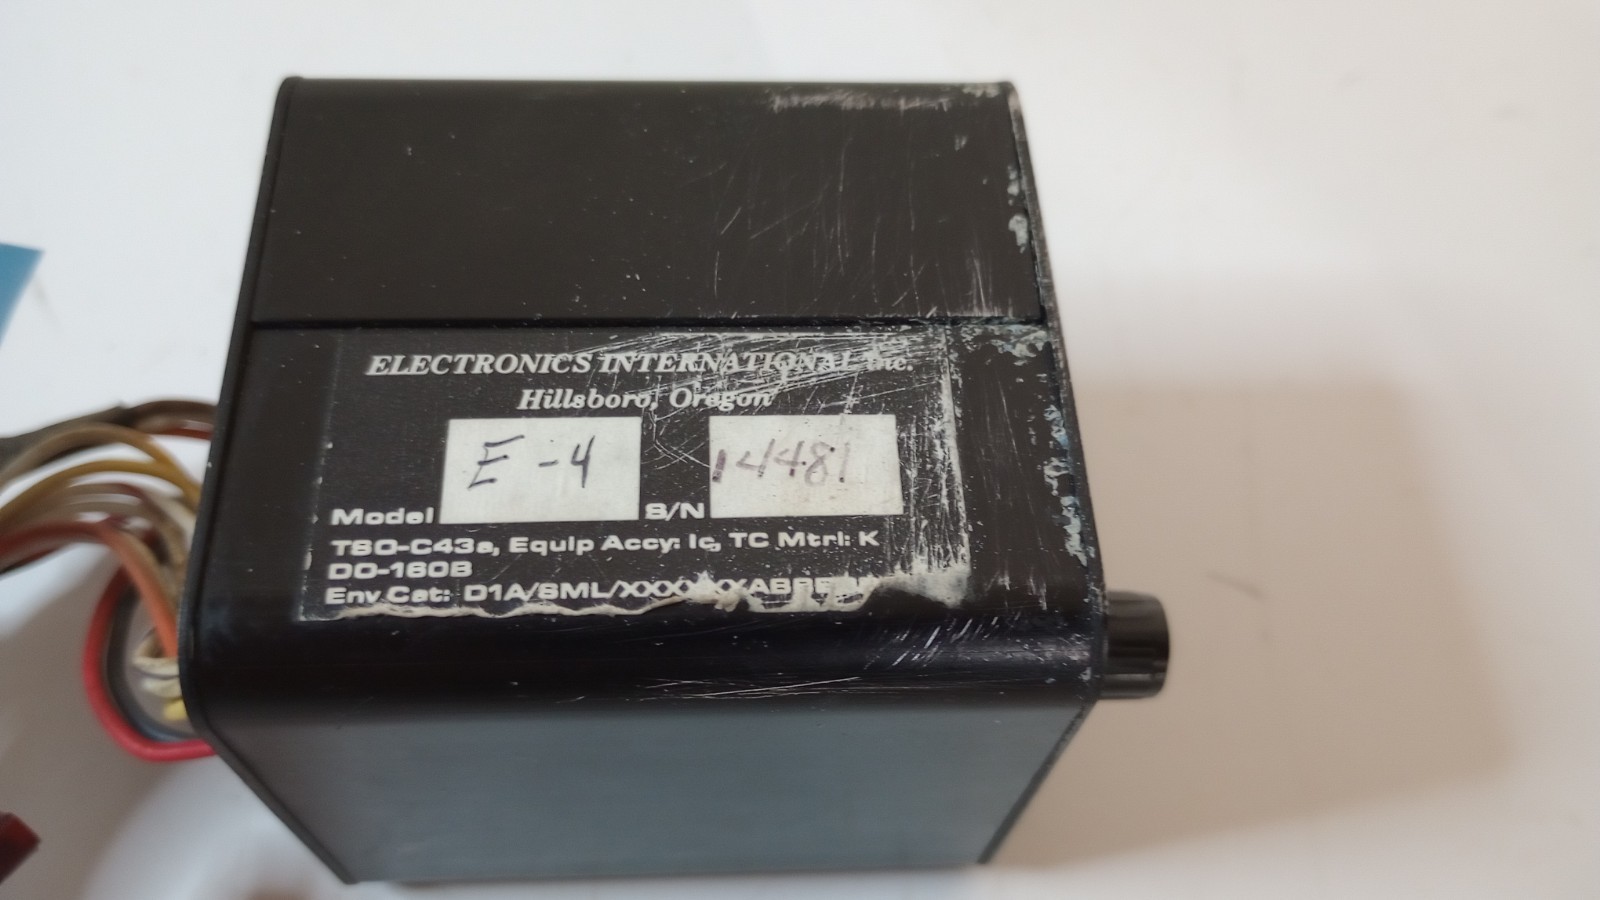 ELECTRONICS INTERNATIONAL Inc.
Hillsboro, Oregon
Model E-4 S/N 14481
TSO-C43a, Equip Accy: Ic, TC Mtrl: K
DO-160B
Env. Cat: D1A/SML/